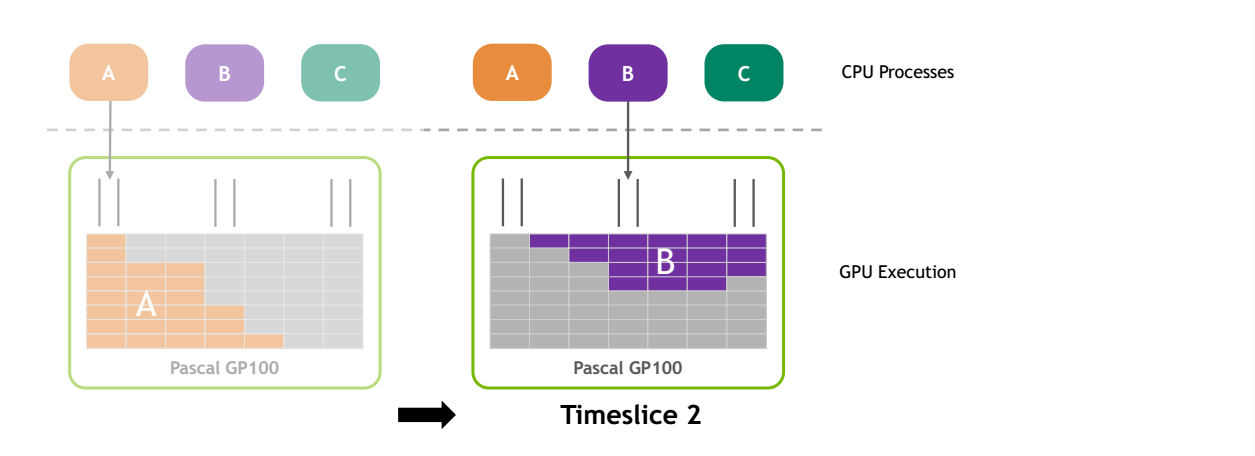 A B C A B C CPU Processes
A B GPU Execution
Pascal GP100 Pascal GP100
Timeslice 2